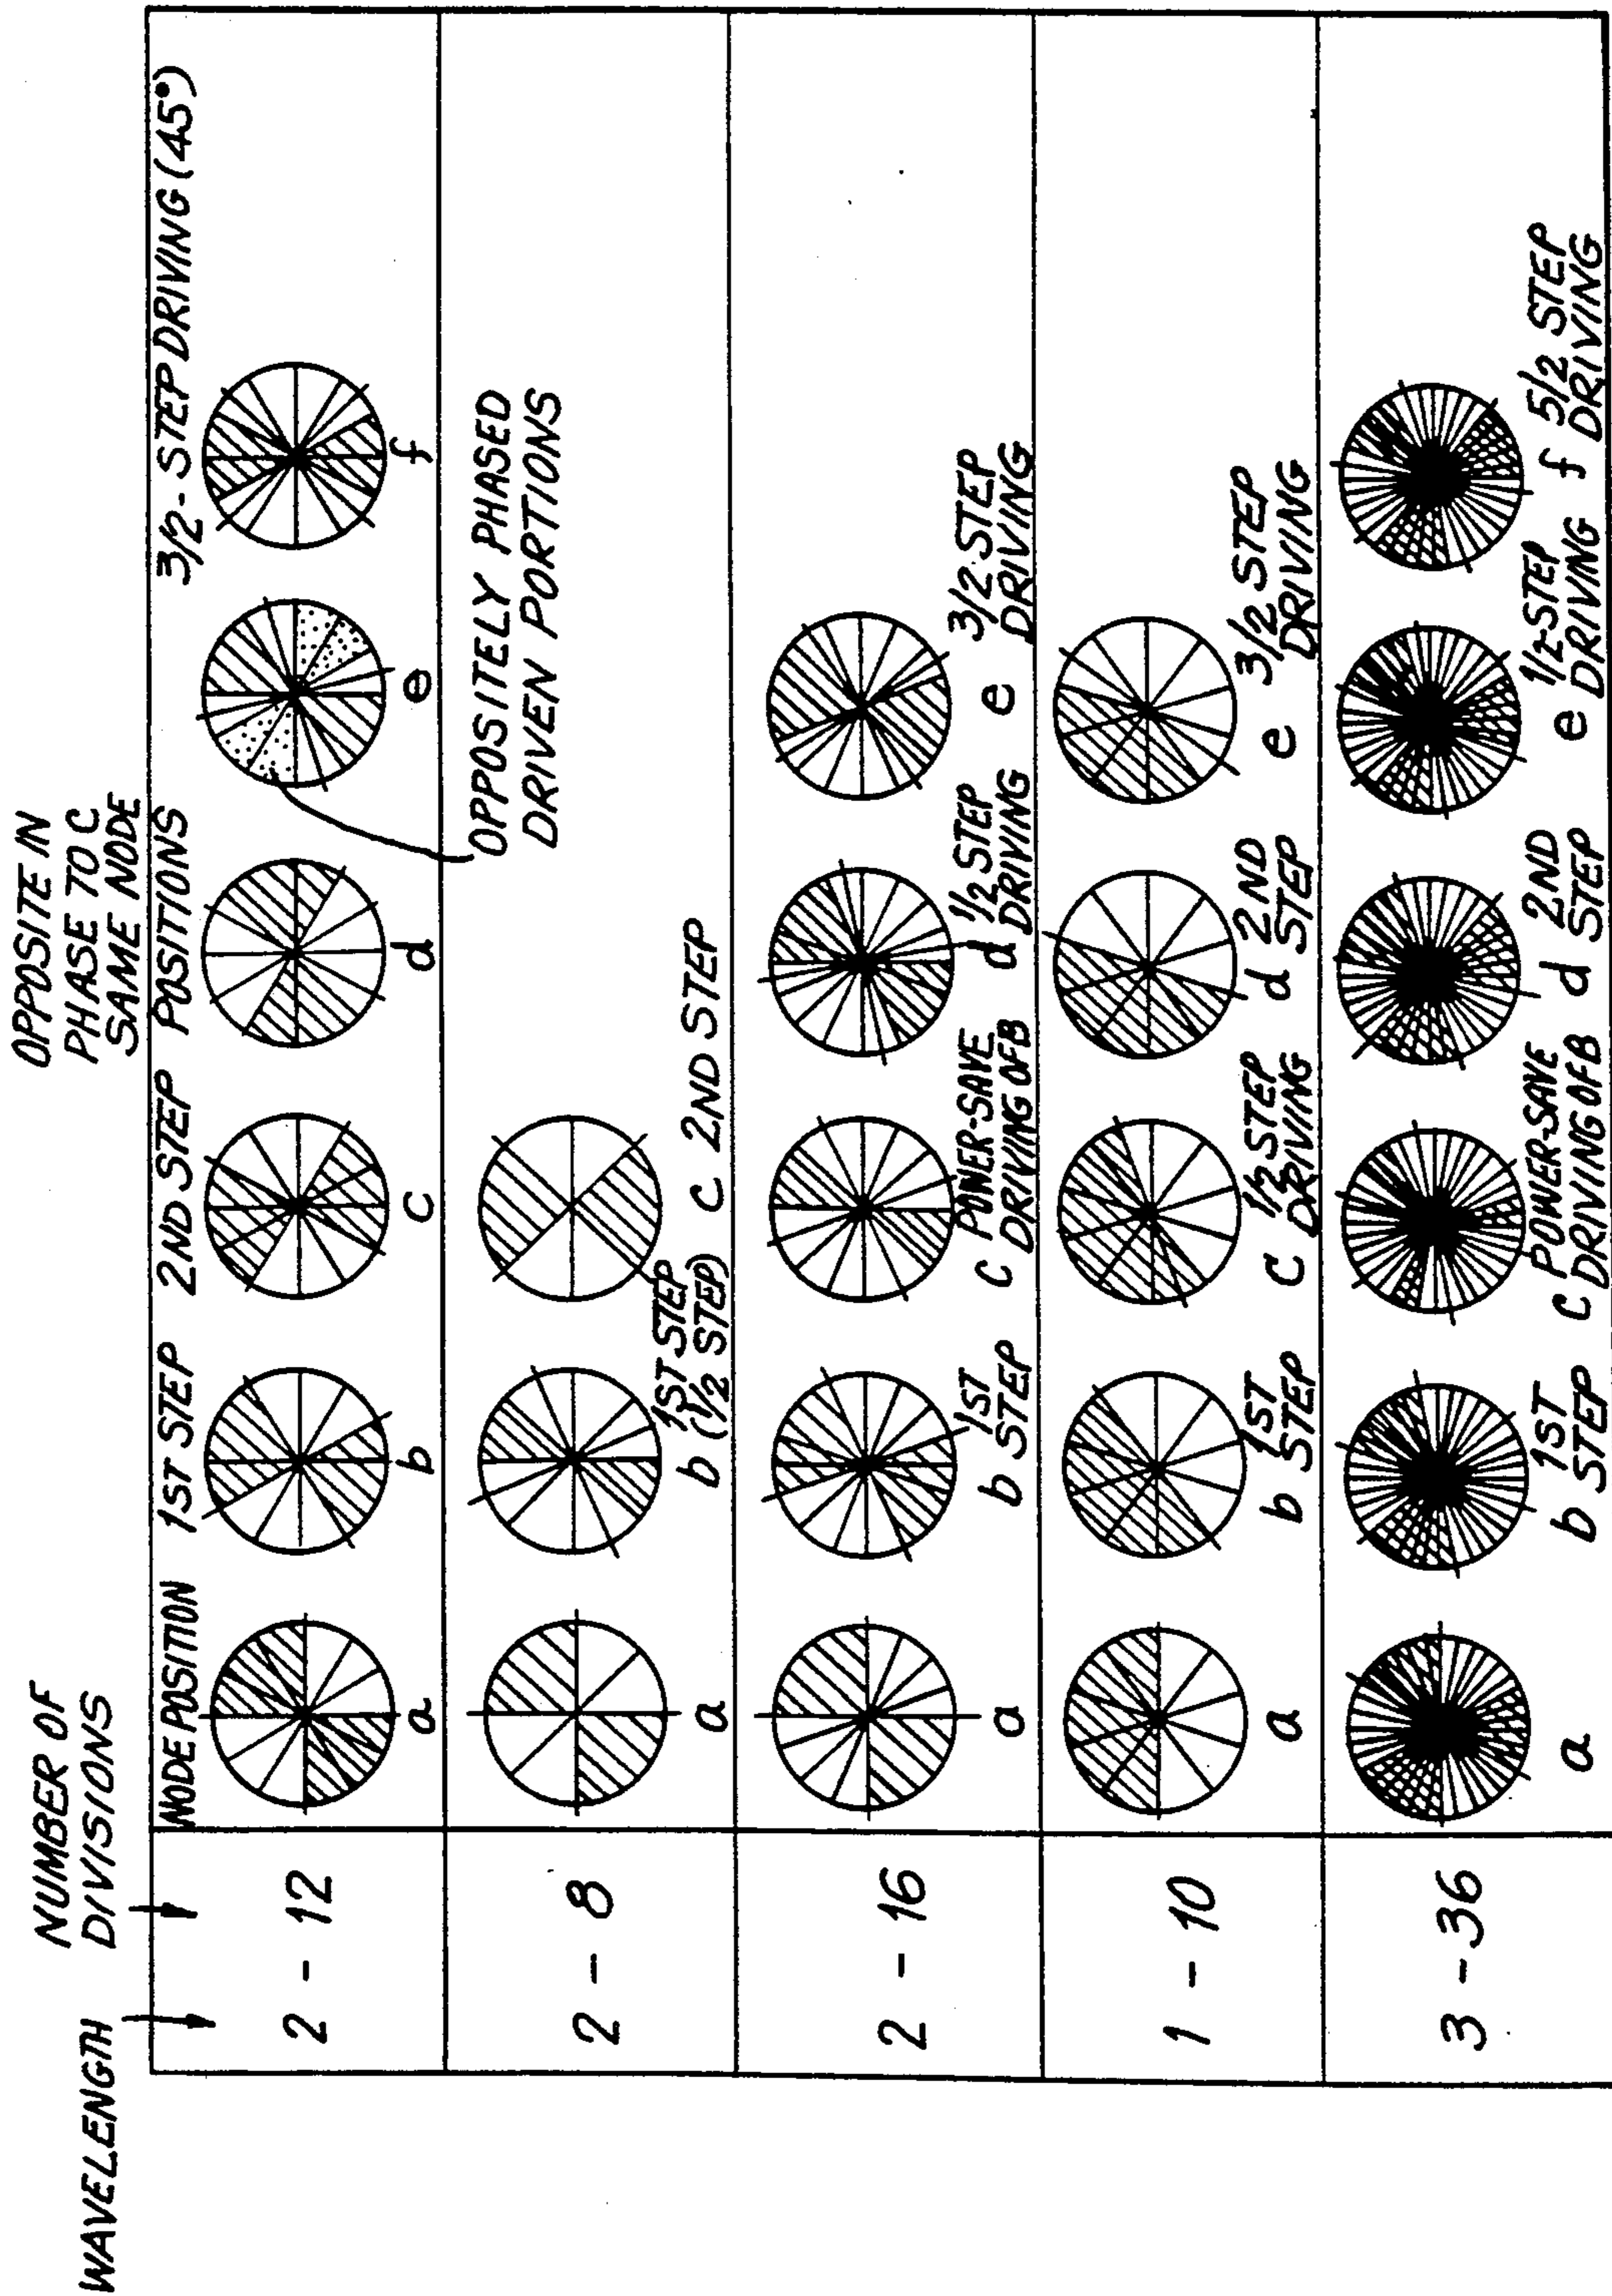 WAVELENGTH
NUMBER OF
DIVISIONS
OPPOSITE IN
PHASE TO C
SAME NODE
NODE POSITION 1ST STEP 2ND STEP POSITIONS 3/2-STEP DRIVING (45°)
2 - 12
a b c d e f
OPPOSITELY PHASED
DRIVEN PORTIONS
2 - 8
a
b 1ST STEP
(1/2 STEP)
c 2ND STEP
2 - 16
a
b 1ST
STEP
c POWER-SAVE
DRIVING OF B
d 1/2 STEP
DRIVING
e 3/2 STEP
DRIVING
1 - 10
a
b 1ST
STEP
c 1/2 STEP
DRIVING
d 2ND
STEP
e 3/2 STEP
DRIVING
3 - 36
a
b 1ST
STEP
c POWER-SAVE
DRIVING OF B
d 2ND
STEP
e 1/2-STEP
DRIVING
f 5/2 STEP
DRIVING